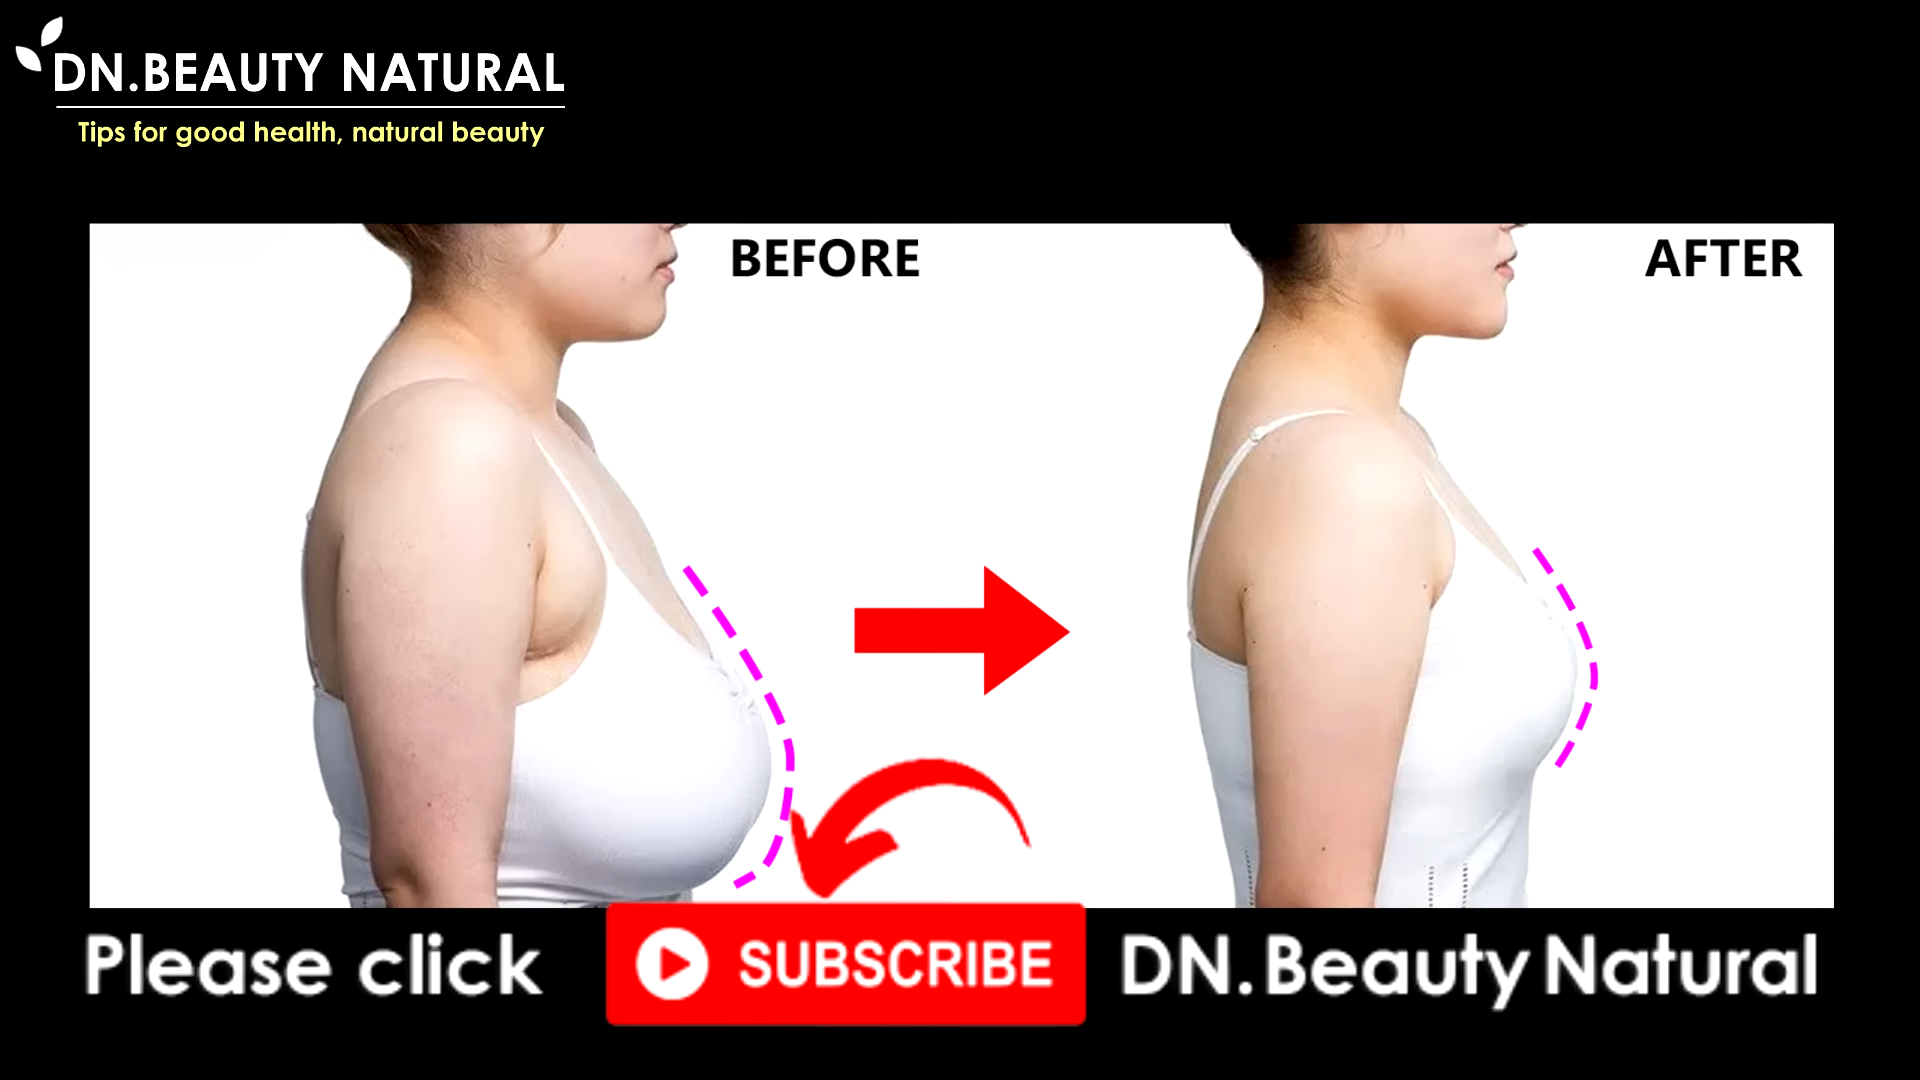 DN.BEAUTY NATURAL
Tips for good health, natural beauty
BEFORE
AFTER
Please click
SUBSCRIBE
DN.Beauty Natural